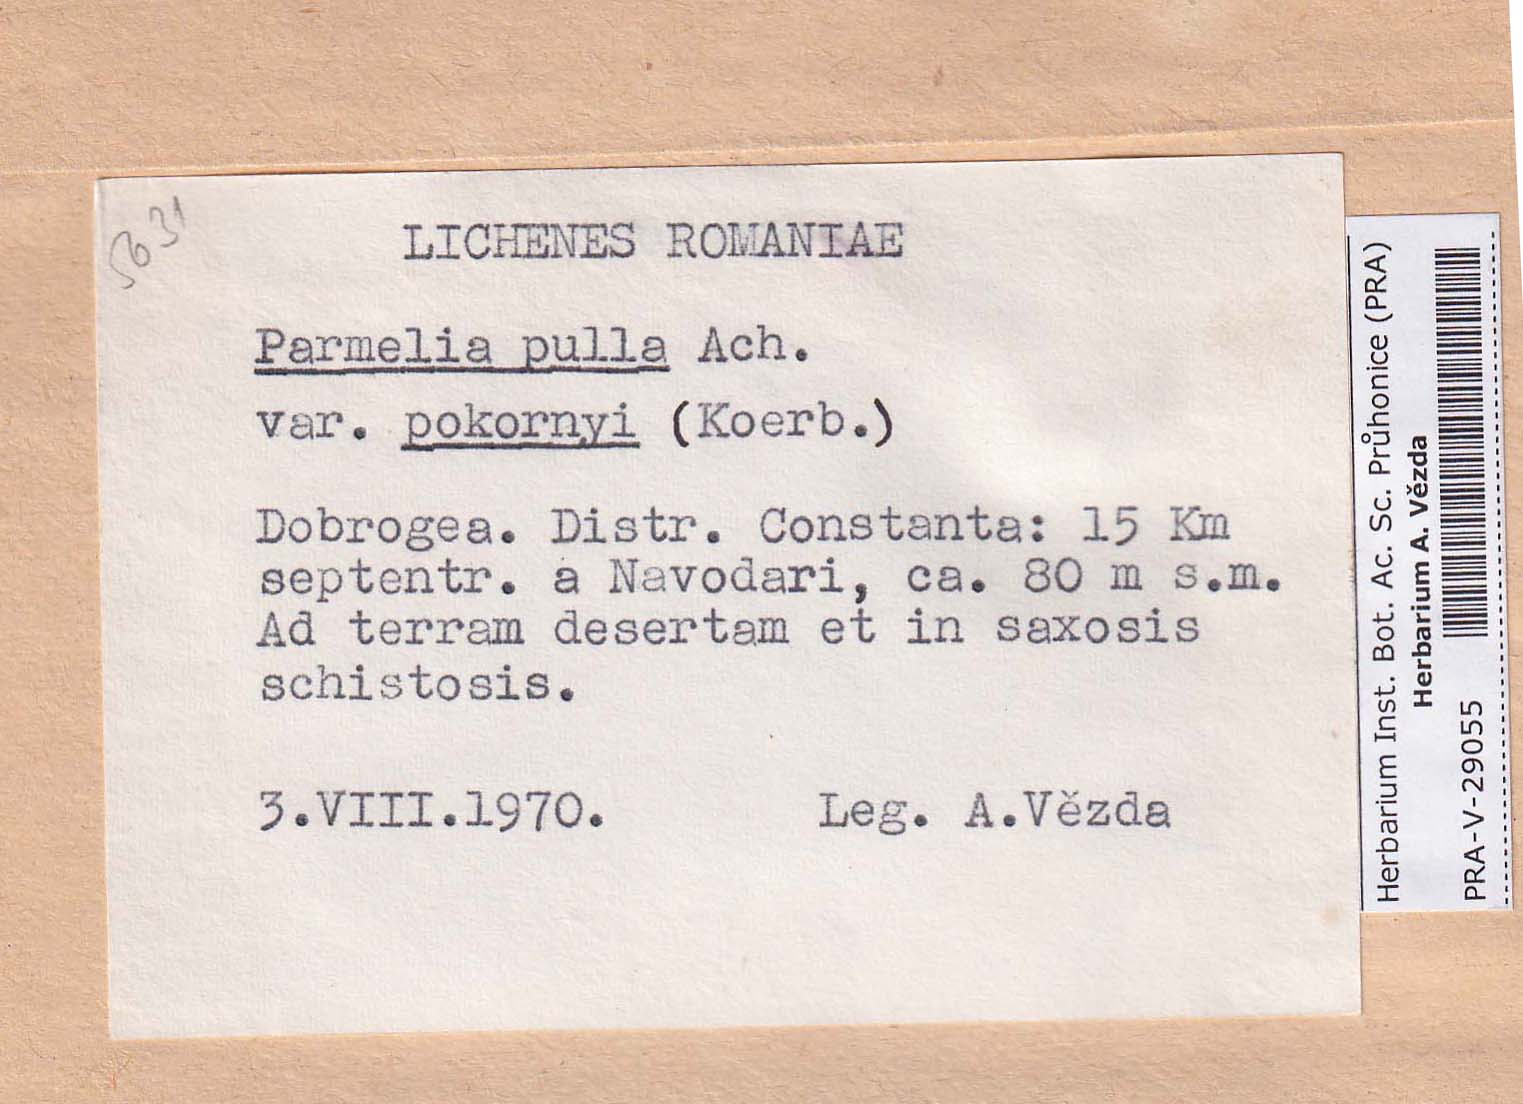 5031
LICHENES ROMANIAE
Parmelia pulla Ach.
var. pokornyi (Koerb.)
Dobrogea. Distr. Constanta: 15 Km
septentr. a Navodari, ca. 80 m s.m.
Ad terram desertam et in saxosis
schistosis.
3.VIII.1970. Leg. A.Vězda
Herbarium Inst. Bot. Ac. Sc. Průhonice (PRA)
Herbarium A. Vězda
PRA-V-29055